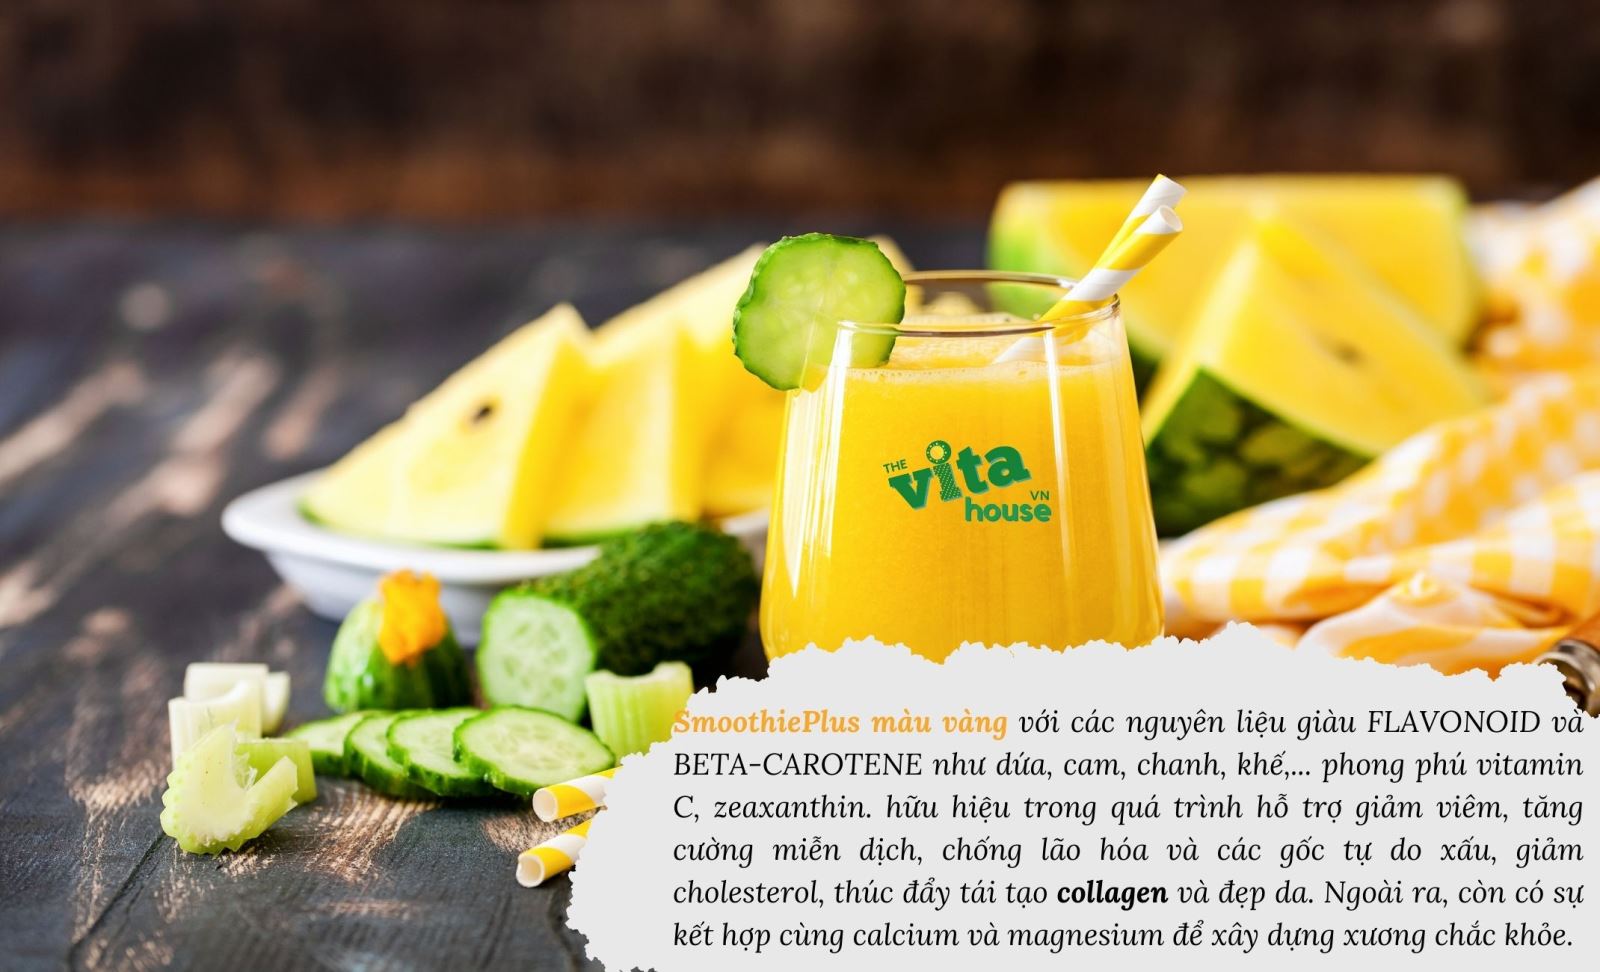 THE
vita
VN
house
SmoothiePlus màu vàng với các nguyên liệu giàu FLAVONOID và
BETA-CAROTENE như dứa, cam, chanh, khế,... phong phú vitamin
C, zeaxanthin. hữu hiệu trong quá trình hỗ trợ giảm viêm, tăng
cường miễn dịch, chống lão hóa và các gốc tự do xấu, giảm
cholesterol, thúc đẩy tái tạo collagen và đẹp da. Ngoài ra, còn có sự
kết hợp cùng calcium và magnesium để xây dựng xương chắc khỏe.